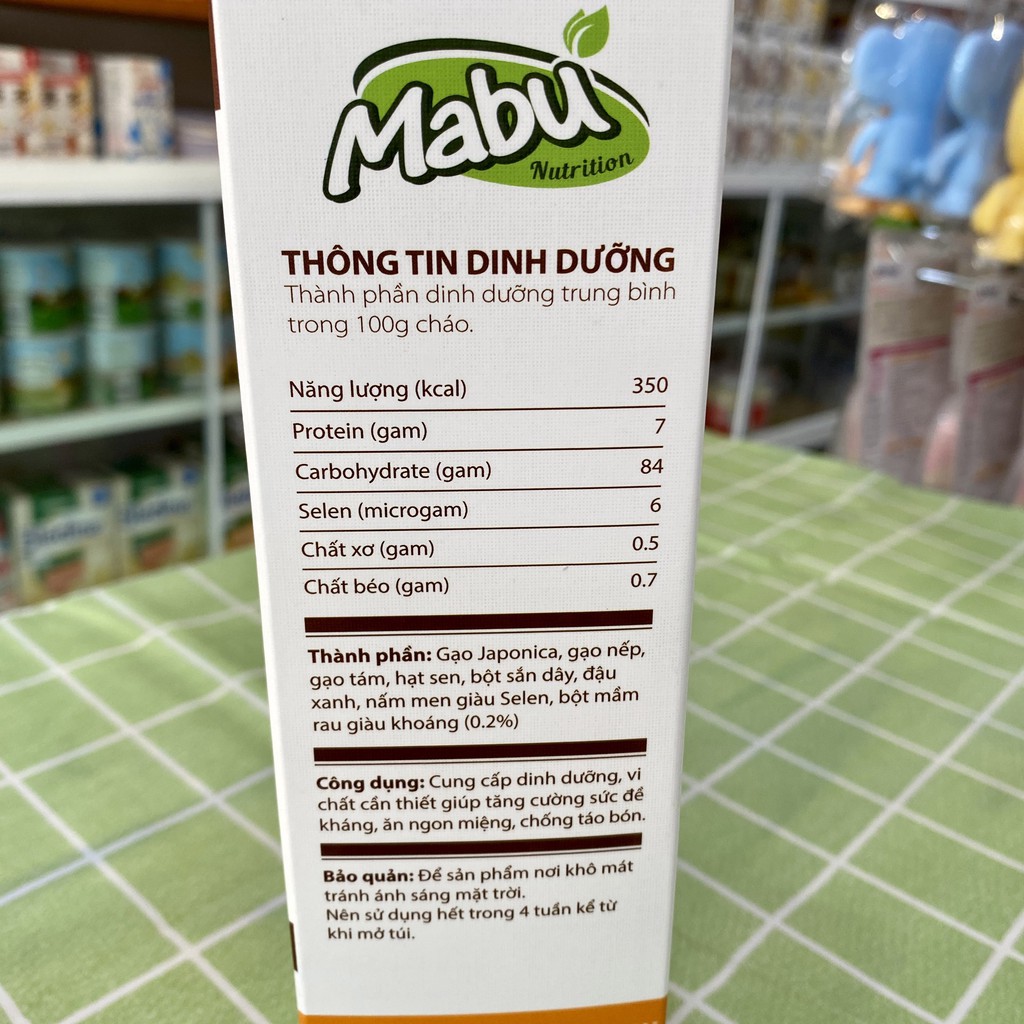 Mabu
Nutrition
THÔNG TIN DINH DƯỠNG
Thành phần dinh dưỡng trung bình
trong 100g cháo.
Năng lượng (kcal) 350
Protein (gam) 7
Carbohydrate (gam) 84
Selen (microgam) 6
Chất xơ (gam) 0.5
Chất béo (gam) 0.7
Thành phần: Gạo Japonica, gạo nếp,
gạo tám, hạt sen, bột sắn dây, đậu
xanh, nấm men giàu Selen, bột mầm
rau giàu khoáng (0.2%)
Công dụng: Cung cấp dinh dưỡng, vi
chất cần thiết giúp tăng cường sức đề
kháng, ăn ngon miệng, chống táo bón.
Bảo quản: Để sản phẩm nơi khô mát
tránh ánh sáng mặt trời.
Nên sử dụng hết trong 4 tuần kể từ
khi mở túi.